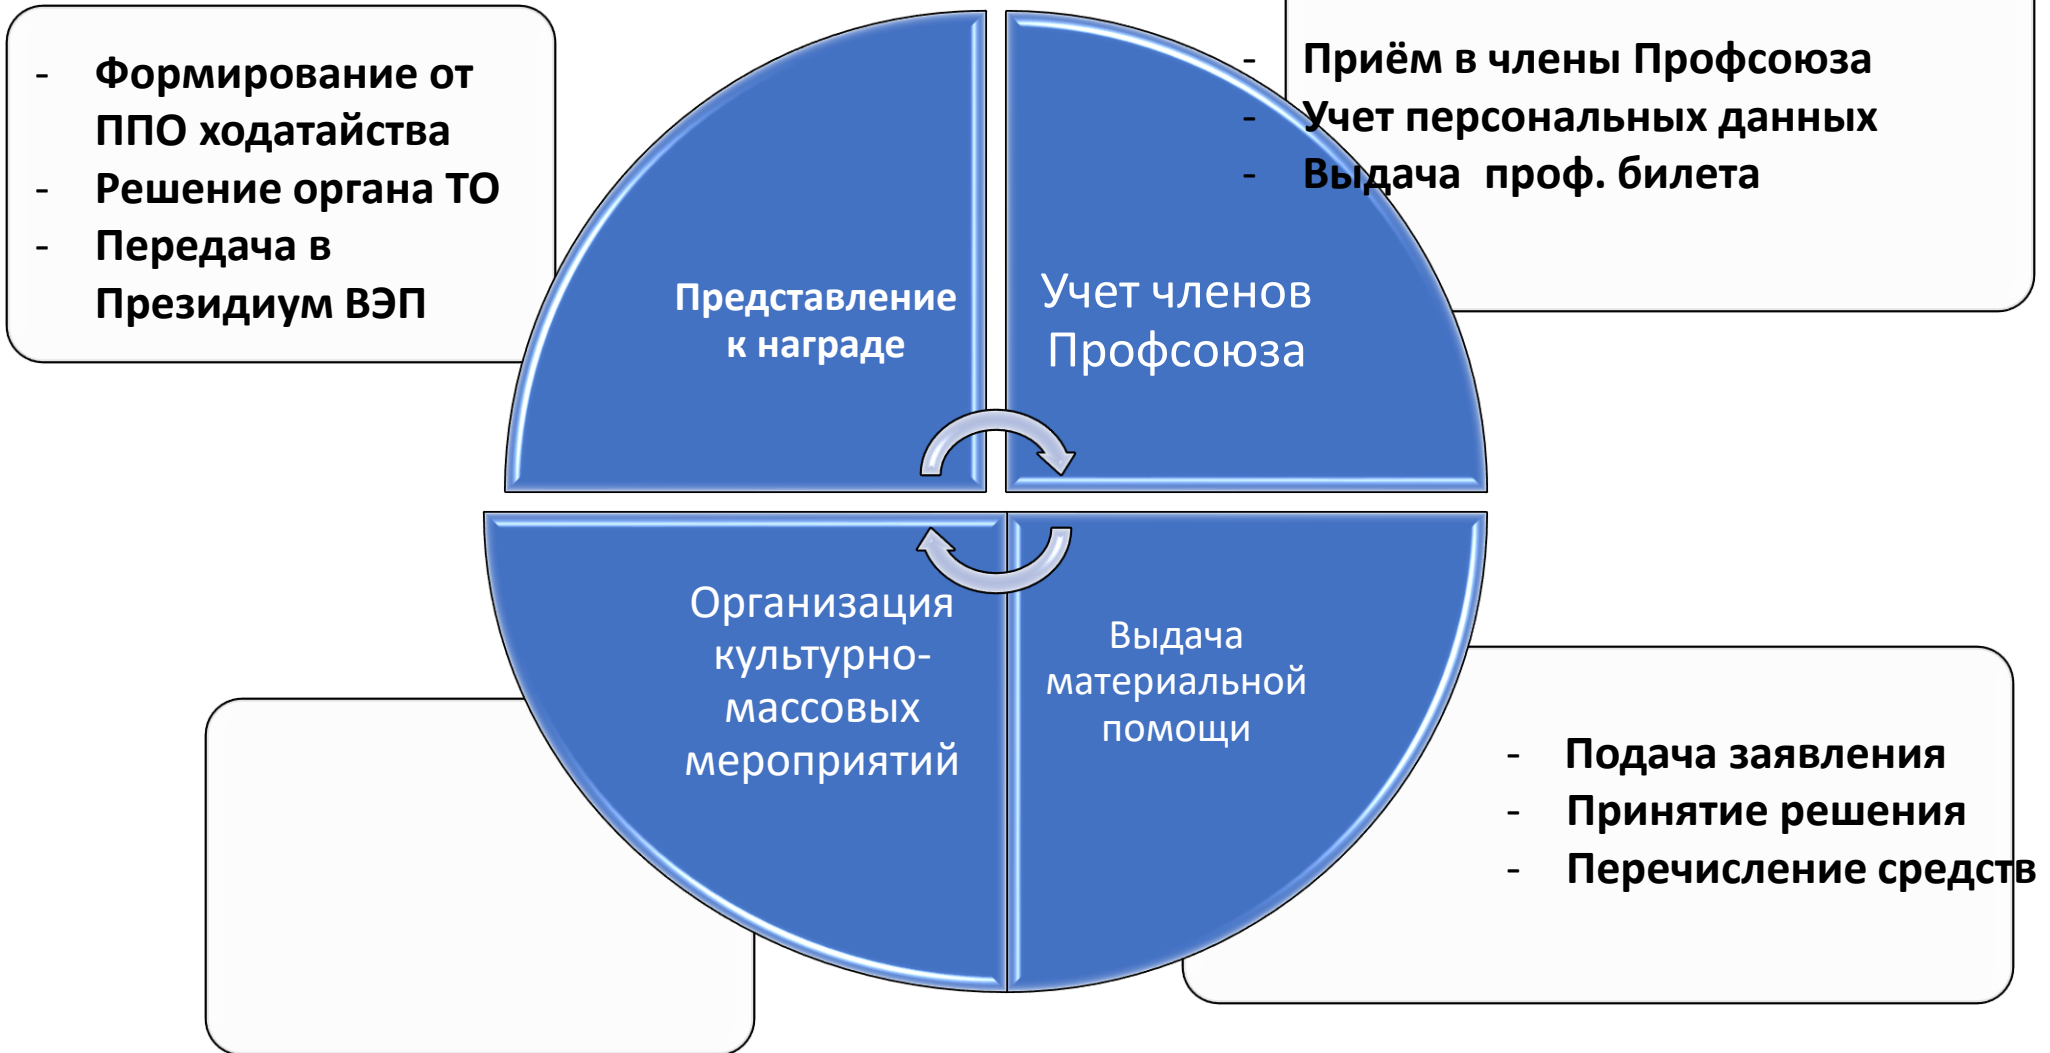 - Формирование от
ППО ходатайства
- Решение органа ТО
- Передача в
Президиум ВЭП
- Приём в члены Профсоюза
- Учет персональных данных
- Выдача проф. билета
Представление
к награде
Учет членов
Профсоюза
Организация
культурно-
массовых
мероприятий
Выдача
материальной
помощи
- Подача заявления
- Принятие решения
- Перечисление средств